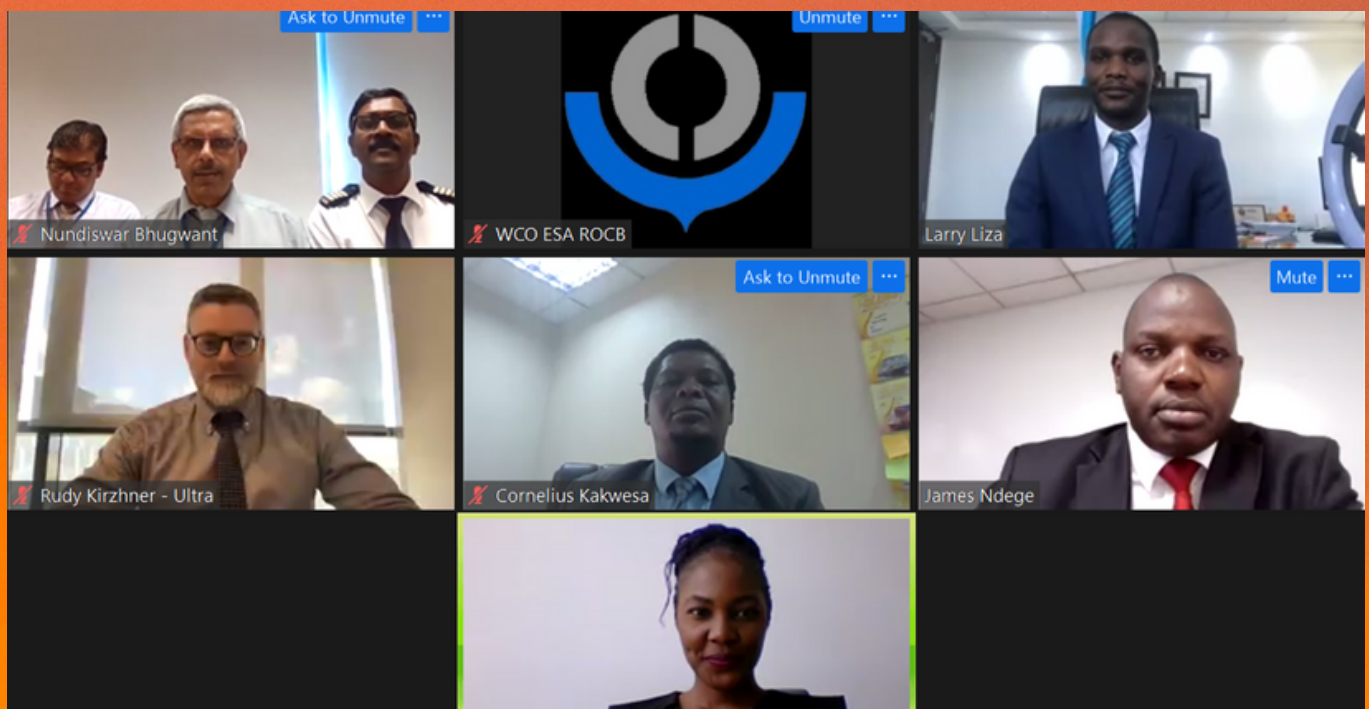 Ask to Unmute ...
Unmute ...
Nundiswar Bhugwant
WCO ESA ROCB
Larry Liza
Ask to Unmute ...
Mute ...
Rudy Kirzhner - Ultra
Cornelius Kakwesa
James Ndege